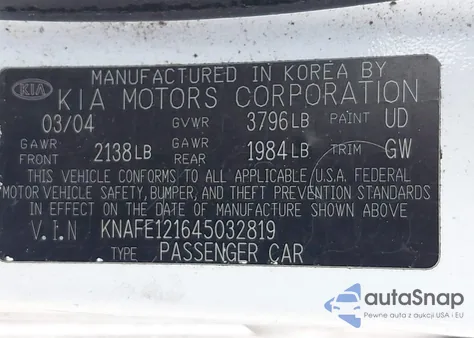 MANUFACTURED IN KOREA BY
KIA KIA MOTORS CORPORATION
03/04 GVWR 3796LB PAINT UD
GAWR FRONT 2138LB GAWR REAR 1984LB TRIM GW
THIS VEHICLE CONFORMS TO ALL APPLICABLE U.S.A. FEDERAL
MOTOR VEHICLE SAFETY, BUMPER, AND THEFT PREVENTION STANDARDS
IN EFFECT ON THE DATE OF MANUFACTURE SHOWN ABOVE
V.I.N KNAFE121645032819
TYPE PASSENGER CAR
autoSnap
Pewne auta z aukcji USA i EU